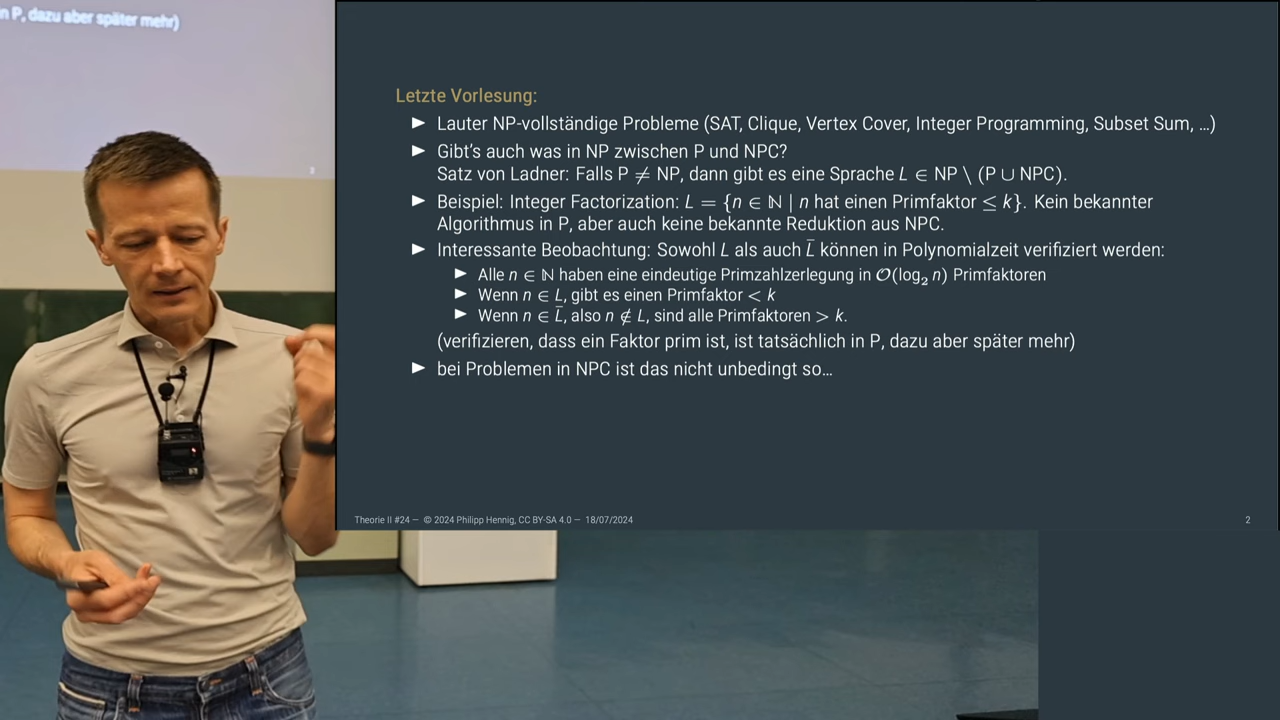 n P, dazu aber später mehr)
Letzte Vorlesung:
► Lauter NP-vollständige Probleme (SAT, Clique, Vertex Cover, Integer Programming, Subset Sum, …)
► Gibt's auch was in NP zwischen P und NPC?
Satz von Ladner: Falls P ≠ NP, dann gibt es eine Sprache L ∈ NP \ (P ∪ NPC).
► Beispiel: Integer Factorization: L = {n ∈ ℕ | n hat einen Primfaktor ≤ k}. Kein bekannter
Algorithmus in P, aber auch keine bekannte Reduktion aus NPC.
► Interessante Beobachtung: Sowohl L als auch L̄ können in Polynomialzeit verifiziert werden:
► Alle n ∈ ℕ haben eine eindeutige Primzahlzerlegung in 𝒪(log₂ n) Primfaktoren
► Wenn n ∈ L, gibt es einen Primfaktor < k
► Wenn n ∈ L̄, also n ∉ L, sind alle Primfaktoren > k.
(verifizieren, dass ein Faktor prim ist, ist tatsächlich in P, dazu aber später mehr)
► bei Problemen in NPC ist das nicht unbedingt so…
Theorie II #24 — © 2024 Philipp Hennig, CC BY-SA 4.0 — 18/07/2024
2